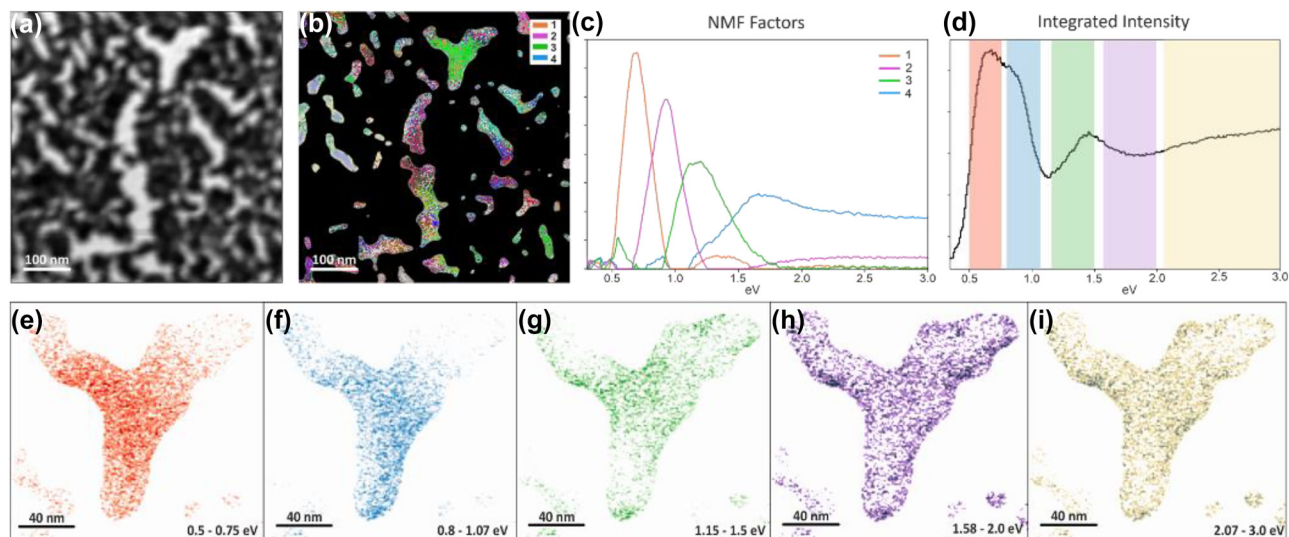 (a)
100 nm
(b)
1
2
3
4
100 nm
(c)
NMF Factors
1
2
3
4
0.5 1.0 1.5 2.0 2.5 3.0
eV
(d)
Integrated Intensity
0.5 1.0 1.5 2.0 2.5 3.0
eV
(e)
40 nm
0.5 - 0.75 eV
(f)
40 nm
0.8 - 1.07 eV
(g)
40 nm
1.15 - 1.5 eV
(h)
40 nm
1.58 - 2.0 eV
(i)
40 nm
2.07 - 3.0 eV